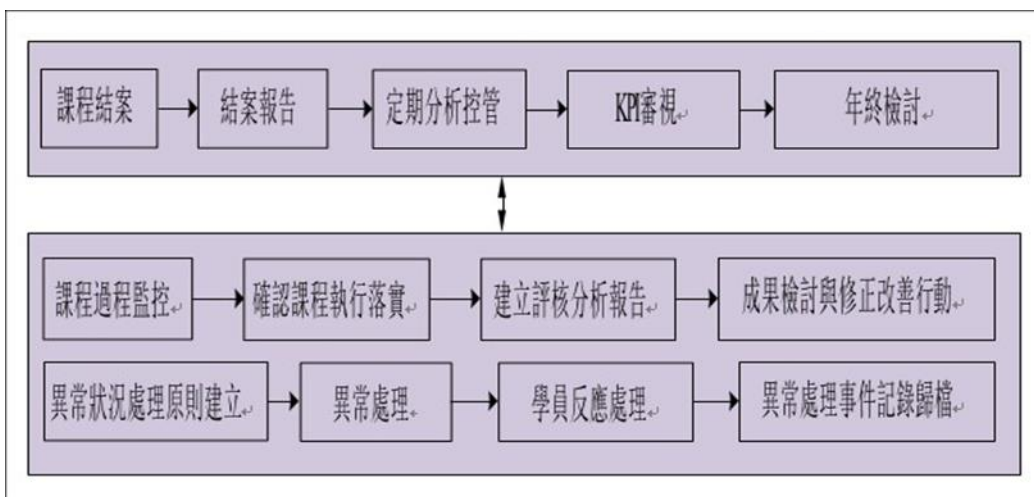 課程結案 結案報告 定期分析控管 KPI審視 年終檢討
課程過程監控 確認課程執行落實 建立評核分析報告 成果檢討與修正改善行動
異常狀況處理原則建立 異常處理 學員反應處理 異常處理事件記錄歸檔